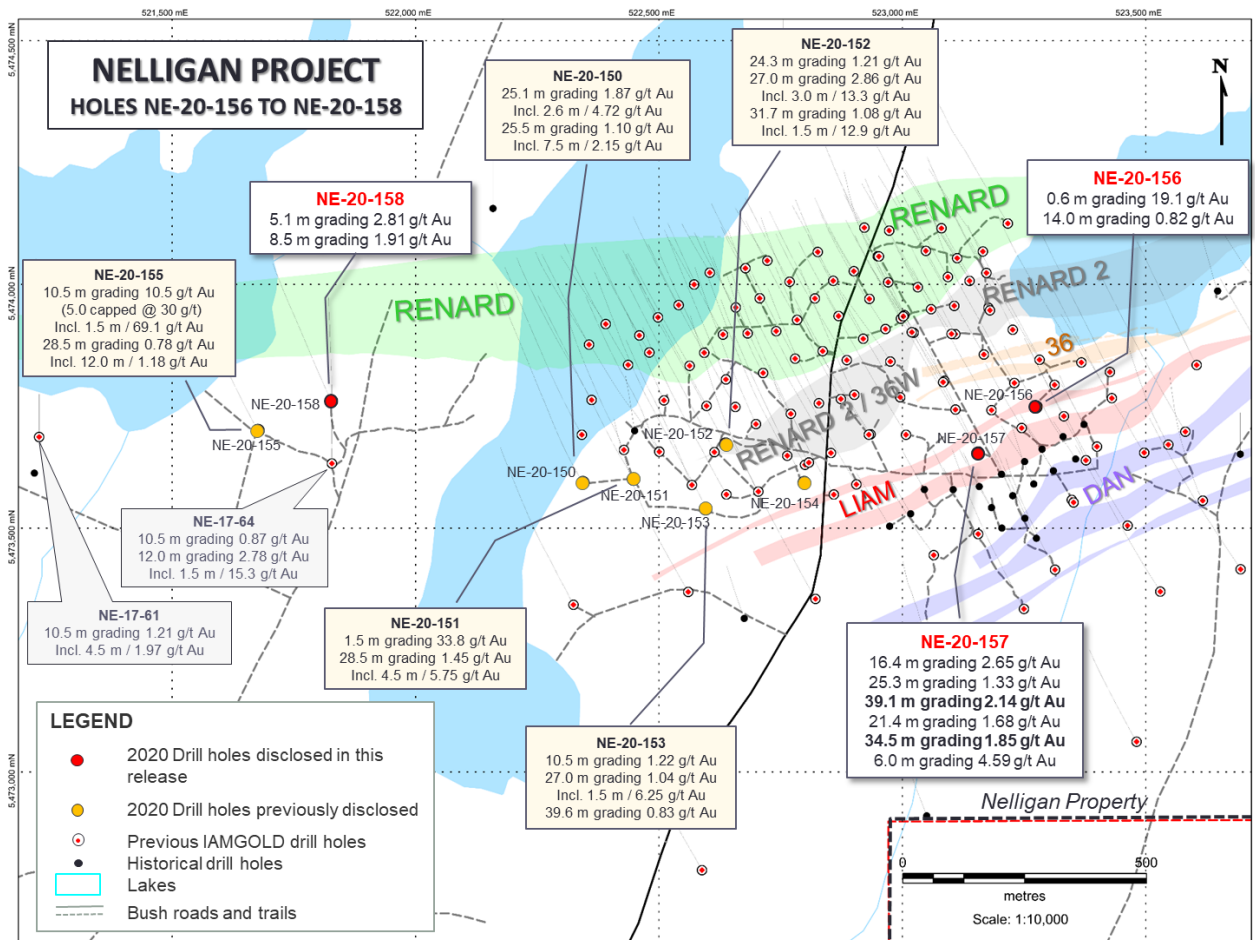 521,500 mE
522,000 mE
522,500 mE
523,000 mE
523,500 mE
5,474,500 mN
5,474,000 mN
5,473,500 mN
5,473,000 mN
NELLIGAN PROJECT
HOLES NE-20-156 TO NE-20-158
N
NE-20-150
25.1 m grading 1.87 g/t Au
Incl. 2.6 m / 4.72 g/t Au
25.5 m grading 1.10 g/t Au
Incl. 7.5 m / 2.15 g/t Au
NE-20-152
24.3 m grading 1.21 g/t Au
27.0 m grading 2.86 g/t Au
Incl. 3.0 m / 13.3 g/t Au
31.7 m grading 1.08 g/t Au
Incl. 1.5 m / 12.9 g/t Au
NE-20-158
5.1 m grading 2.81 g/t Au
8.5 m grading 1.91 g/t Au
NE-20-156
0.6 m grading 19.1 g/t Au
14.0 m grading 0.82 g/t Au
NE-20-155
10.5 m grading 10.5 g/t Au
(5.0 capped @ 30 g/t)
Incl. 1.5 m / 69.1 g/t Au
28.5 m grading 0.78 g/t Au
Incl. 12.0 m / 1.18 g/t Au
RENARD
RENARD
RENARD 2
36
RENARD 2 / 36W
LIAM
DAN
NE-20-158
NE-20-155
NE-20-156
NE-20-152
NE-20-157
NE-20-150
NE-20-151
NE-20-154
NE-20-153
NE-17-64
10.5 m grading 0.87 g/t Au
12.0 m grading 2.78 g/t Au
Incl. 1.5 m / 15.3 g/t Au
NE-17-61
10.5 m grading 1.21 g/t Au
Incl. 4.5 m / 1.97 g/t Au
NE-20-151
1.5 m grading 33.8 g/t Au
28.5 m grading 1.45 g/t Au
Incl. 4.5 m / 5.75 g/t Au
NE-20-157
16.4 m grading 2.65 g/t Au
25.3 m grading 1.33 g/t Au
39.1 m grading 2.14 g/t Au
21.4 m grading 1.68 g/t Au
34.5 m grading 1.85 g/t Au
6.0 m grading 4.59 g/t Au
NE-20-153
10.5 m grading 1.22 g/t Au
27.0 m grading 1.04 g/t Au
Incl. 1.5 m / 6.25 g/t Au
39.6 m grading 0.83 g/t Au
LEGEND
2020 Drill holes disclosed in this
release
2020 Drill holes previously disclosed
Previous IAMGOLD drill holes
Historical drill holes
Lakes
Bush roads and trails
Nelligan Property
0
500
metres
Scale: 1:10,000